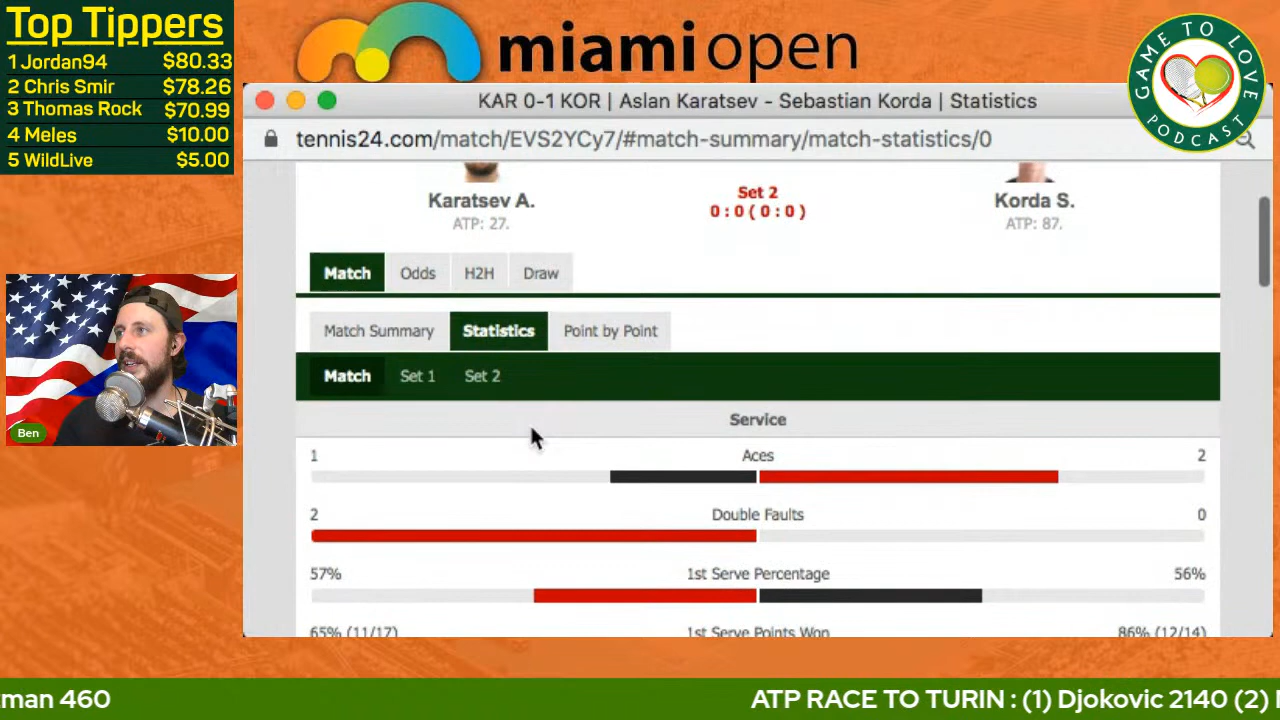 Top Tippers
1 Jordan94 $80.33
2 Chris Smir $78.26
3 Thomas Rock $70.99
4 Meles $10.00
5 WildLive $5.00
miami open
GAME TO LOVE
PODCAST
KAR 0-1 KOR | Aslan Karatsev - Sebastian Korda | Statistics
tennis24.com/match/EVS2YCy7/#match-summary/match-statistics/0
Karatsev A. Set 2 Korda S.
ATP: 27. 0 : 0 ( 0 : 0 ) ATP: 87.
Match Odds H2H Draw
Match Summary Statistics Point by Point
Match Set 1 Set 2
Service
1 Aces 2
2 Double Faults 0
57% 1st Serve Percentage 56%
65% (11/17) 1st Serve Points Won 86% (12/14)
Ben
tman 460 ATP RACE TO TURIN : (1) Djokovic 2140 (2)